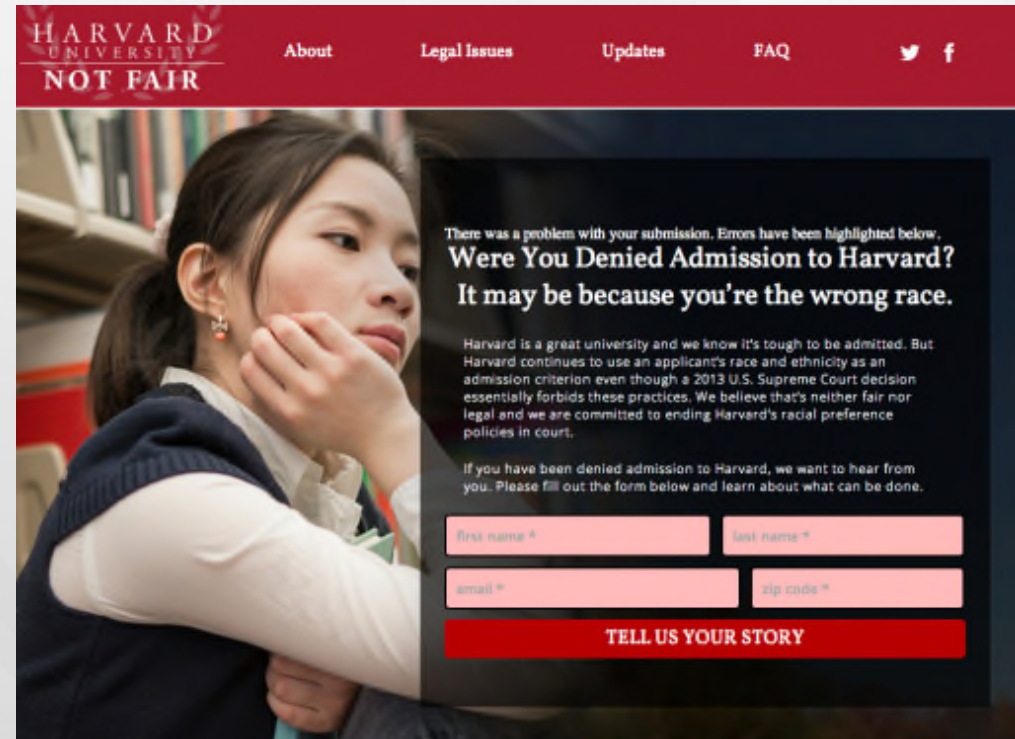 HARVARD
UNIVERSITY
NOT FAIR
About
Legal Issues
Updates
FAQ
There was a problem with your submission. Errors have been highlighted below.
Were You Denied Admission to Harvard?
It may be because you're the wrong race.
Harvard is a great university and we know it's tough to be admitted. But
Harvard continues to use an applicant's race and ethnicity as an
admission criterion even though a 2013 U.S. Supreme Court decision
essentially forbids these practices. We believe that's neither fair nor
legal and we are committed to ending Harvard's racial preference
policies in court.
If you have been denied admission to Harvard, we want to hear from
you. Please fill out the form below and learn about what can be done.
first name *
last name *
email *
zip code *
TELL US YOUR STORY